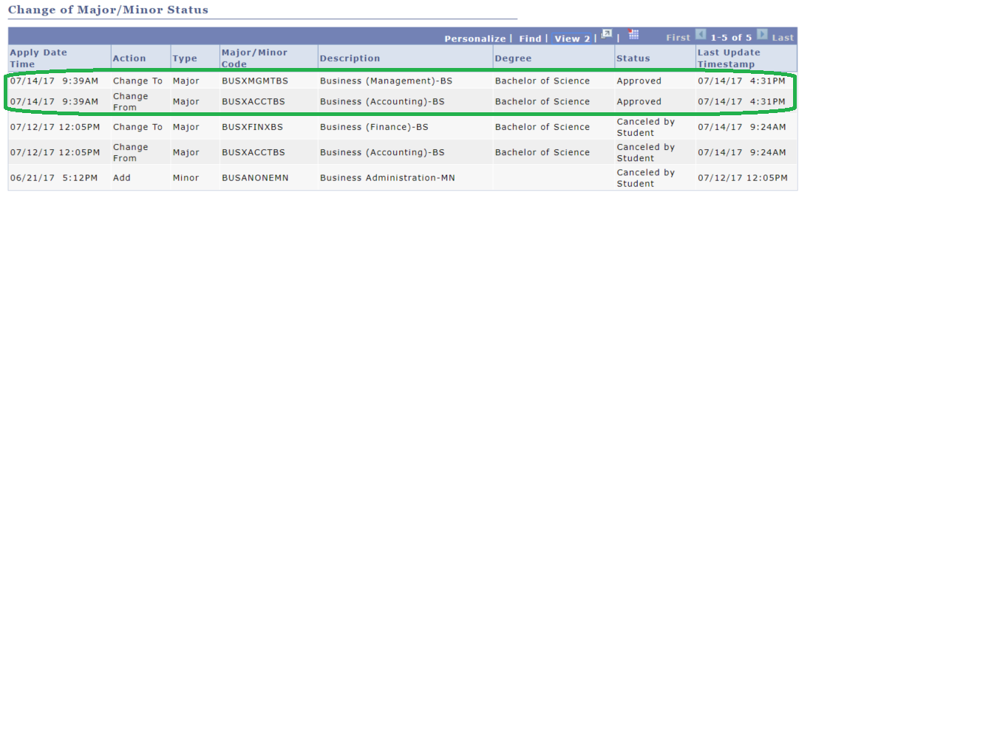 Change of Major/Minor Status
Personalize | Find | View 2 | | First 1-5 of 5 Last
Apply Date Time Action Type Major/Minor Code Description Degree Status Last Update Timestamp
07/14/17 9:39AM Change To Major BUSXMGMTBS Business (Management)-BS Bachelor of Science Approved 07/14/17 4:31PM
07/14/17 9:39AM Change From Major BUSXACCTBS Business (Accounting)-BS Bachelor of Science Approved 07/14/17 4:31PM
07/12/17 12:05PM Change To Major BUSXFINXBS Business (Finance)-BS Bachelor of Science Canceled by Student 07/14/17 9:24AM
07/12/17 12:05PM Change From Major BUSXACCTBS Business (Accounting)-BS Bachelor of Science Canceled by Student 07/14/17 9:24AM
06/21/17 5:12PM Add Minor BUSANONEMN Business Administration-MN Canceled by Student 07/12/17 12:05PM